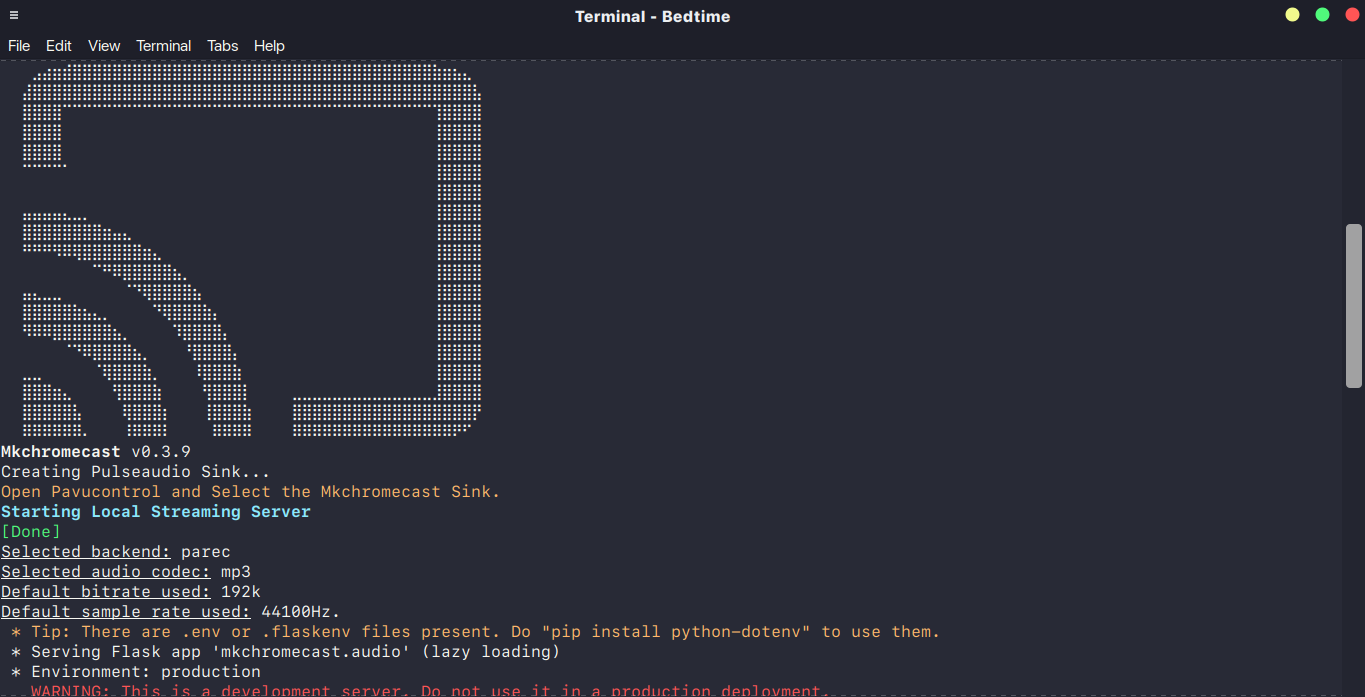 Terminal - Bedtime
File Edit View Terminal Tabs Help
Mkchromecast v0.3.9
Creating Pulseaudio Sink...
Open Pavucontrol and Select the Mkchromecast Sink.
Starting Local Streaming Server
[Done]
Selected backend: parec
Selected audio codec: mp3
Default bitrate used: 192k
Default sample rate used: 44100Hz.
* Tip: There are .env or .flaskenv files present. Do "pip install python-dotenv" to use them.
* Serving Flask app 'mkchromecast.audio' (lazy loading)
* Environment: production
WARNING: This is a development server. Do not use it in a production deployment.